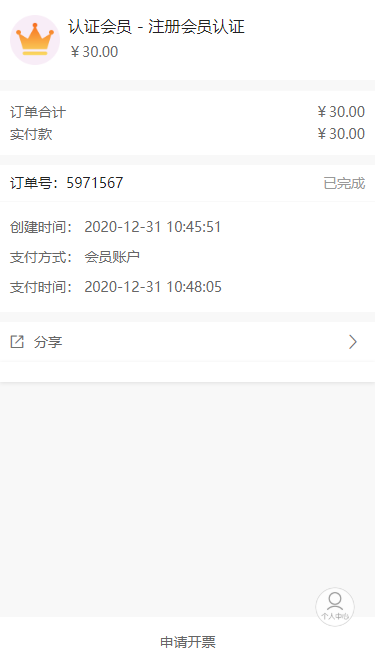 认证会员 - 注册会员认证
￥30.00
订单合计 ￥30.00
实付款 ￥30.00
订单号：5971567 已完成
创建时间： 2020-12-31 10:45:51
支付方式： 会员账户
支付时间： 2020-12-31 10:48:05
分享
个人中心
申请开票